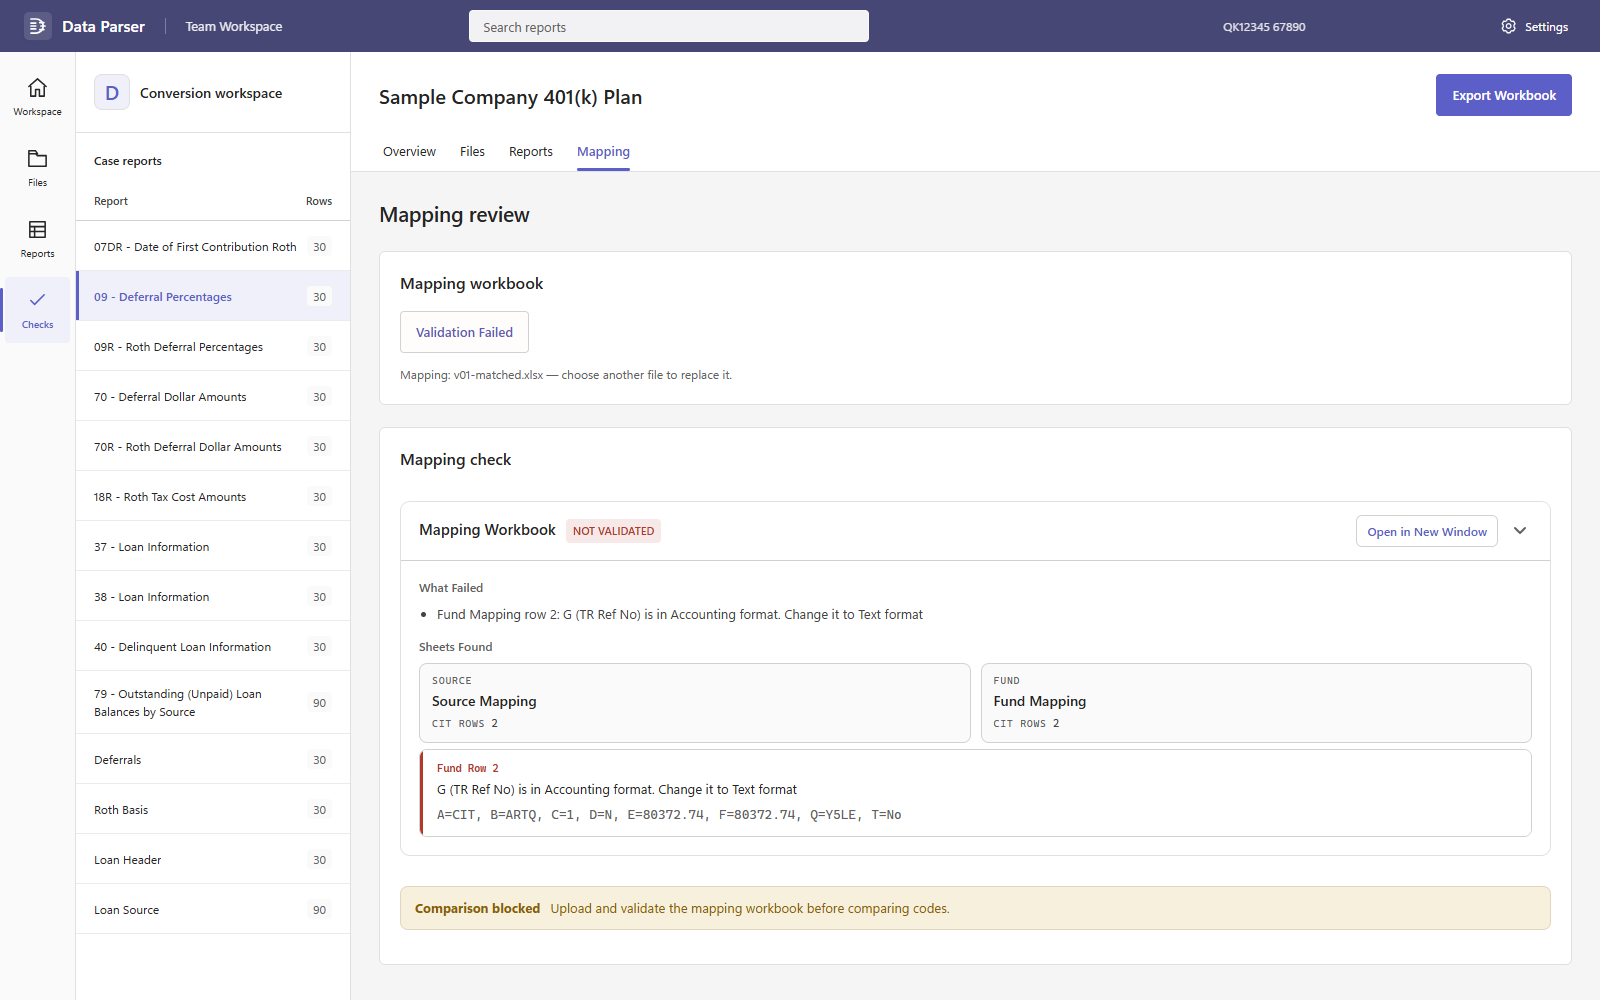 Data Parser
Team Workspace
Search reports
QK12345 67890
Settings
Workspace
Files
Reports
Checks
D
Conversion workspace
Case reports
Report Rows
07DR - Date of First Contribution Roth 30
09 - Deferral Percentages 30
09R - Roth Deferral Percentages 30
70 - Deferral Dollar Amounts 30
70R - Roth Deferral Dollar Amounts 30
18R - Roth Tax Cost Amounts 30
37 - Loan Information 30
38 - Loan Information 30
40 - Delinquent Loan Information 30
79 - Outstanding (Unpaid) Loan
Balances by Source 90
Deferrals 30
Roth Basis 30
Loan Header 30
Loan Source 90
Sample Company 401(k) Plan
Export Workbook
Overview Files Reports Mapping
Mapping review
Mapping workbook
Validation Failed
Mapping: v01-matched.xlsx — choose another file to replace it.
Mapping check
Mapping Workbook NOT VALIDATED
Open in New Window
What Failed
• Fund Mapping row 2: G (TR Ref No) is in Accounting format. Change it to Text format
Sheets Found
SOURCE
Source Mapping
CIT ROWS 2
FUND
Fund Mapping
CIT ROWS 2
Fund Row 2
G (TR Ref No) is in Accounting format. Change it to Text format
A=CIT, B=ARTQ, C=1, D=N, E=80372.74, F=80372.74, Q=Y5LE, T=No
Comparison blocked Upload and validate the mapping workbook before comparing codes.